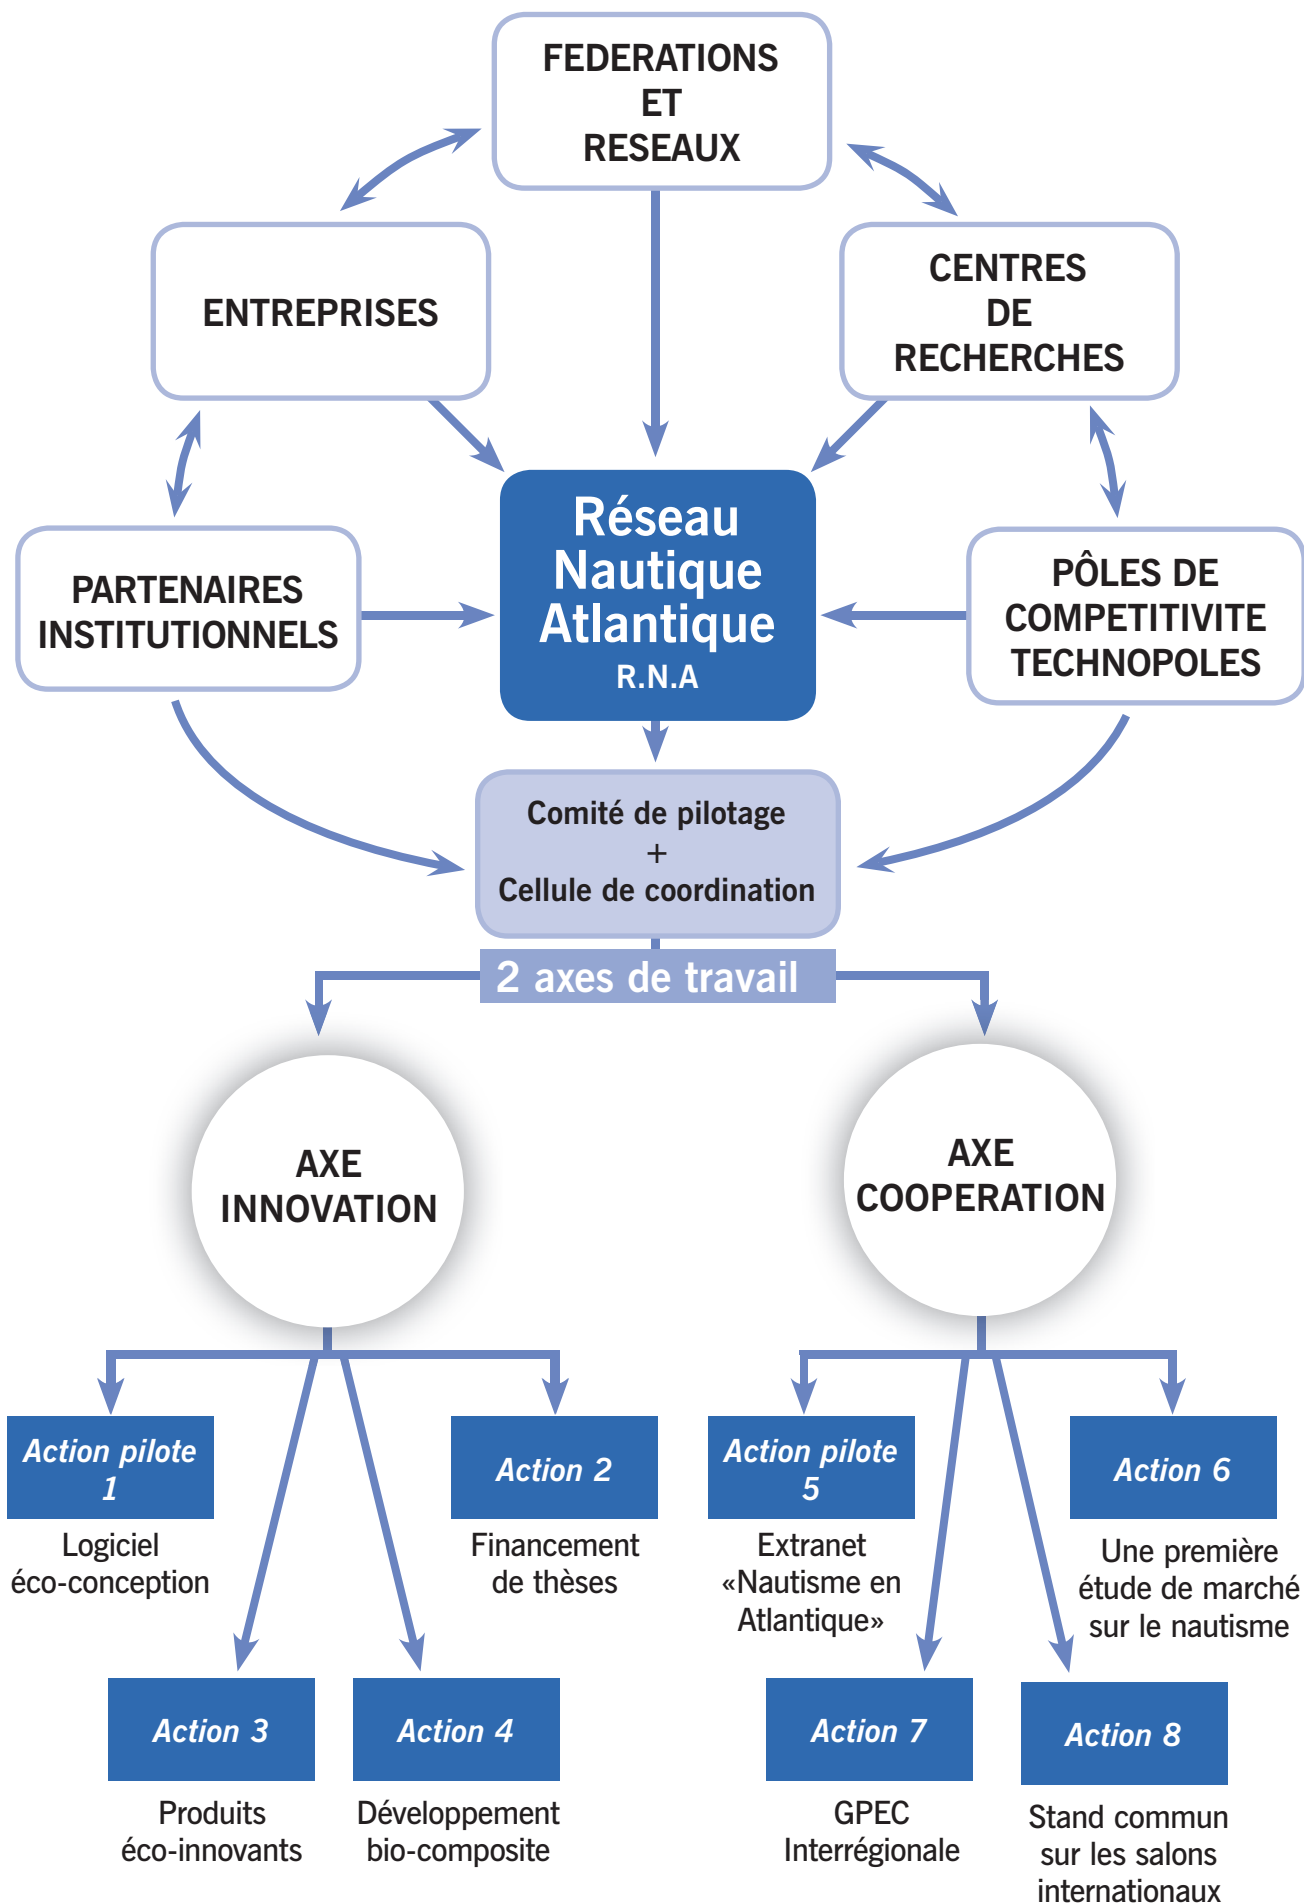 FEDERATIONS
ET
RESEAUX
ENTREPRISES
CENTRES
DE
RECHERCHES
PARTENAIRES
INSTITUTIONNELS
Réseau
Nautique
Atlantique
R.N.A
PÔLES DE
COMPETITIVITE
TECHNOPOLES
Comité de pilotage
+
Cellule de coordination
2 axes de travail
AXE
INNOVATION
AXE
COOPERATION
Action pilote
1
Logiciel
éco-conception
Action 2
Financement
de thèses
Action 3
Produits
éco-innovants
Action 4
Développement
bio-composite
Action pilote
5
Extranet
«Nautisme en
Atlantique»
Action 6
Une première
étude de marché
sur le nautisme
Action 7
GPEC
Interrégionale
Action 8
Stand commun
sur les salons
internationaux